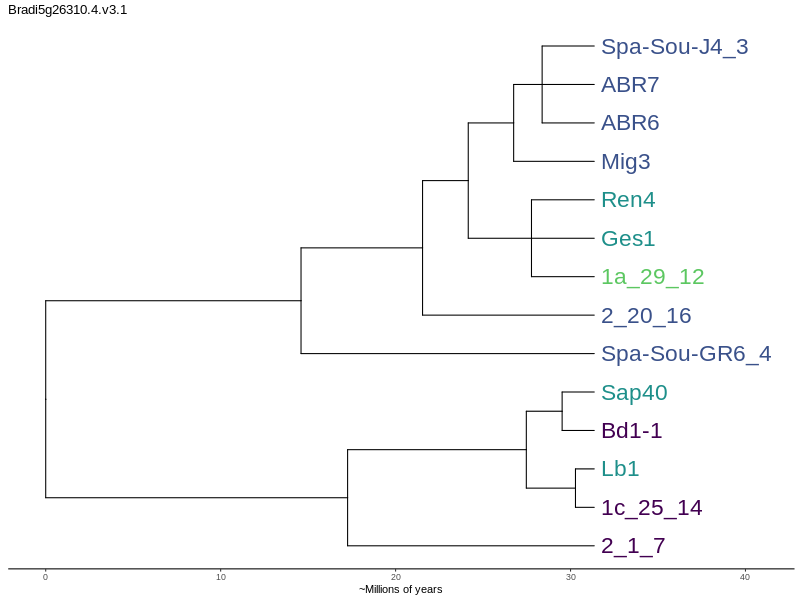 Bradi5g26310.4.v3.1
Spa-Sou-J4_3
ABR7
ABR6
Mig3
Ren4
Ges1
1a_29_12
2_20_16
Spa-Sou-GR6_4
Sap40
Bd1-1
Lb1
1c_25_14
2_1_7
0 10 20 30 40
~Millions of years